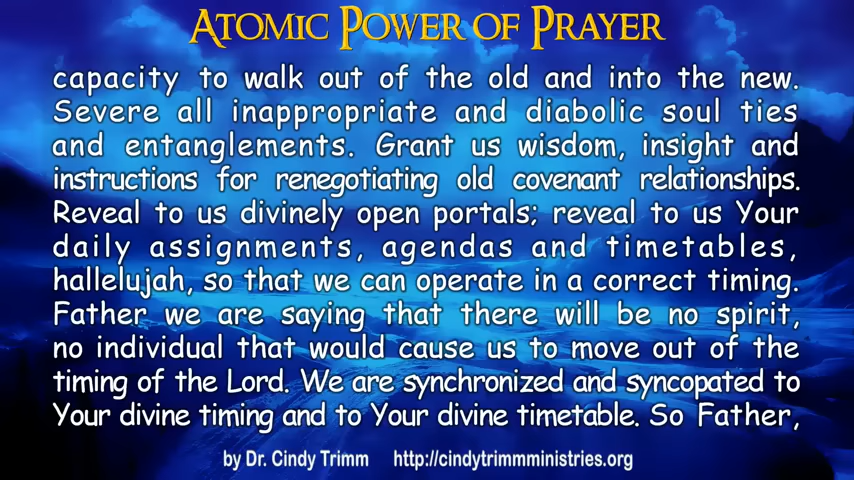 Atomic Power of Prayer
capacity to walk out of the old and into the new.
Severe all inappropriate and diabolic soul ties
and entanglements. Grant us wisdom, insight and
instructions for renegotiating old covenant relationships.
Reveal to us divinely open portals; reveal to us Your
daily assignments, agendas and timetables,
hallelujah, so that we can operate in a correct timing.
Father we are saying that there will be no spirit,
no individual that would cause us to move out of the
timing of the Lord. We are synchronized and syncopated to
Your divine timing and to Your divine timetable. So Father,
by Dr. Cindy Trimm http://cindytrimmministries.org